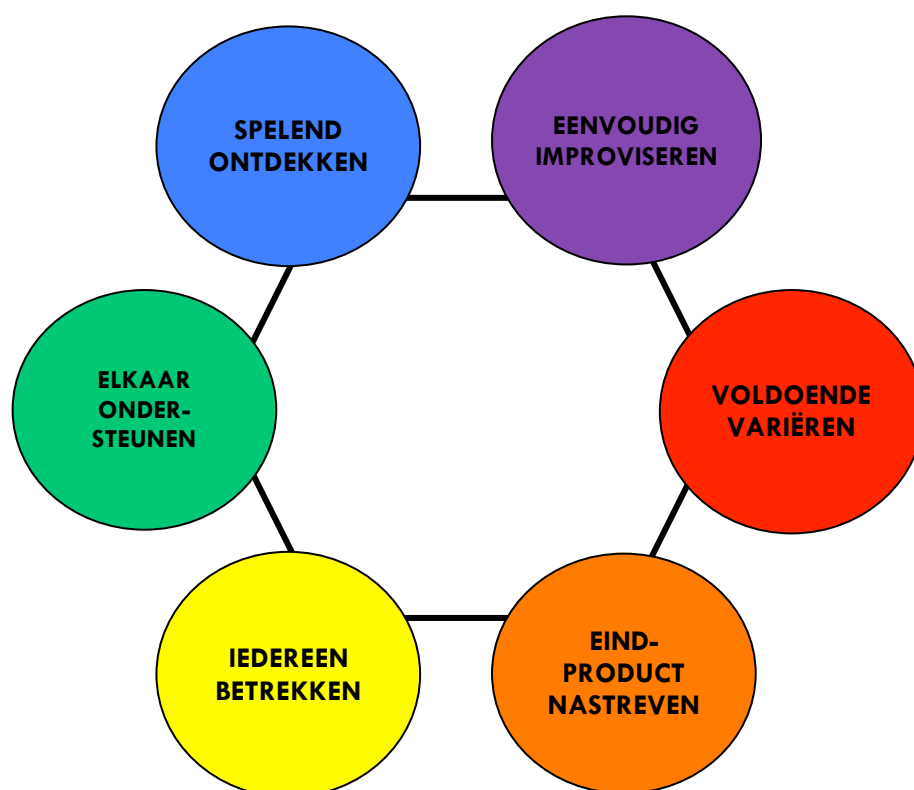 SPELEND
ONTDEKKEN
EENVOUDIG
IMPROVISEREN
ELKAAR
ONDER-
STEUNEN
VOLDOENDE
VARIËREN
IEDEREEN
BETREKKEN
EIND-
PRODUCT
NASTREVEN